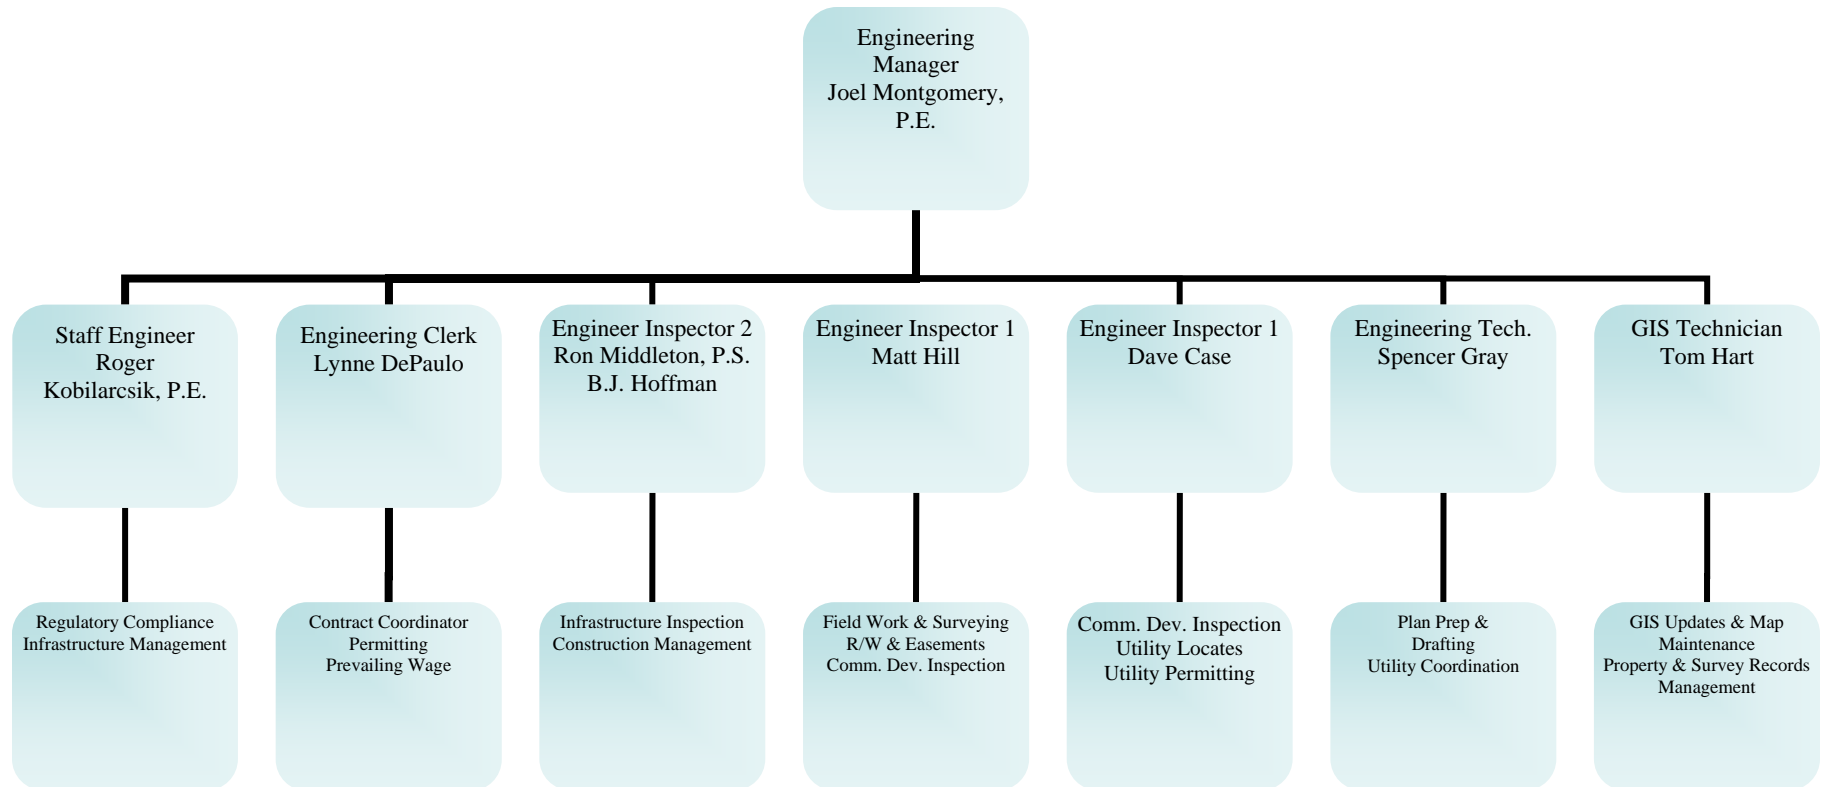 Engineering
Manager
Joel Montgomery,
P.E.
Staff Engineer
Roger
Kobilarcsik, P.E.
Engineering Clerk
Lynne DePaulo
Engineer Inspector 2
Ron Middleton, P.S.
B.J. Hoffman
Engineer Inspector 1
Matt Hill
Engineer Inspector 1
Dave Case
Engineering Tech.
Spencer Gray
GIS Technician
Tom Hart
Regulatory Compliance
Infrastructure Management
Contract Coordinator
Permitting
Prevailing Wage
Infrastructure Inspection
Construction Management
Field Work & Surveying
R/W & Easements
Comm. Dev. Inspection
Comm. Dev. Inspection
Utility Locates
Utility Permitting
Plan Prep &
Drafting
Utility Coordination
GIS Updates & Map
Maintenance
Property & Survey Records
Management